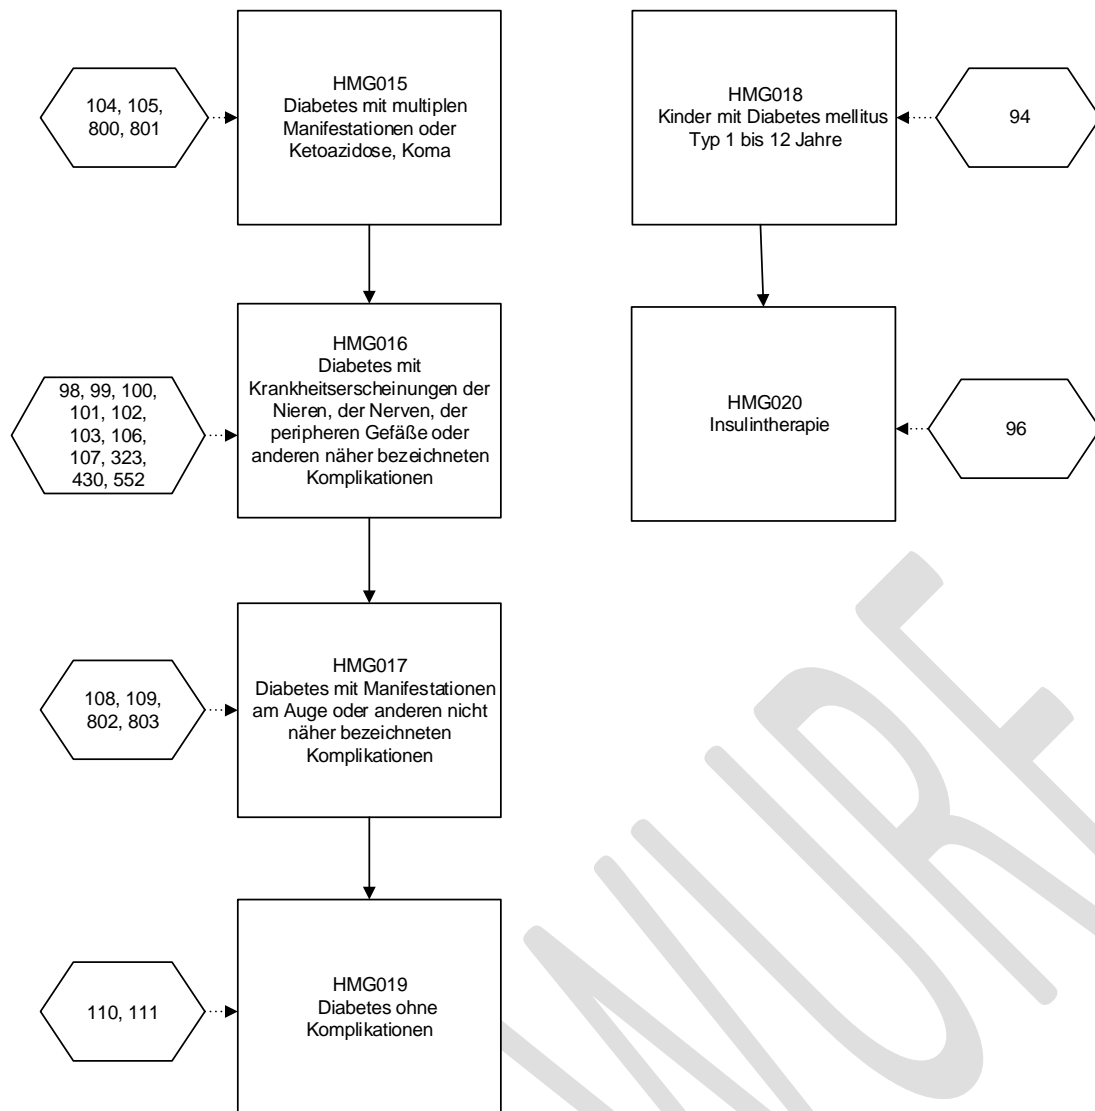 104, 105,
800, 801
HMG015
Diabetes mit multiplen
Manifestationen oder
Ketoazidose, Koma
HMG018
Kinder mit Diabetes mellitus
Typ 1 bis 12 Jahre
94
98, 99, 100,
101, 102,
103, 106,
107, 323,
430, 552
HMG016
Diabetes mit
Krankheitserscheinungen der
Nieren, der Nerven, der
peripheren Gefäße oder
anderen näher bezeichneten
Komplikationen
HMG020
Insulintherapie
96
108, 109,
802, 803
HMG017
Diabetes mit Manifestationen
am Auge oder anderen nicht
näher bezeichneten
Komplikationen
110, 111
HMG019
Diabetes ohne
Komplikationen
WURF